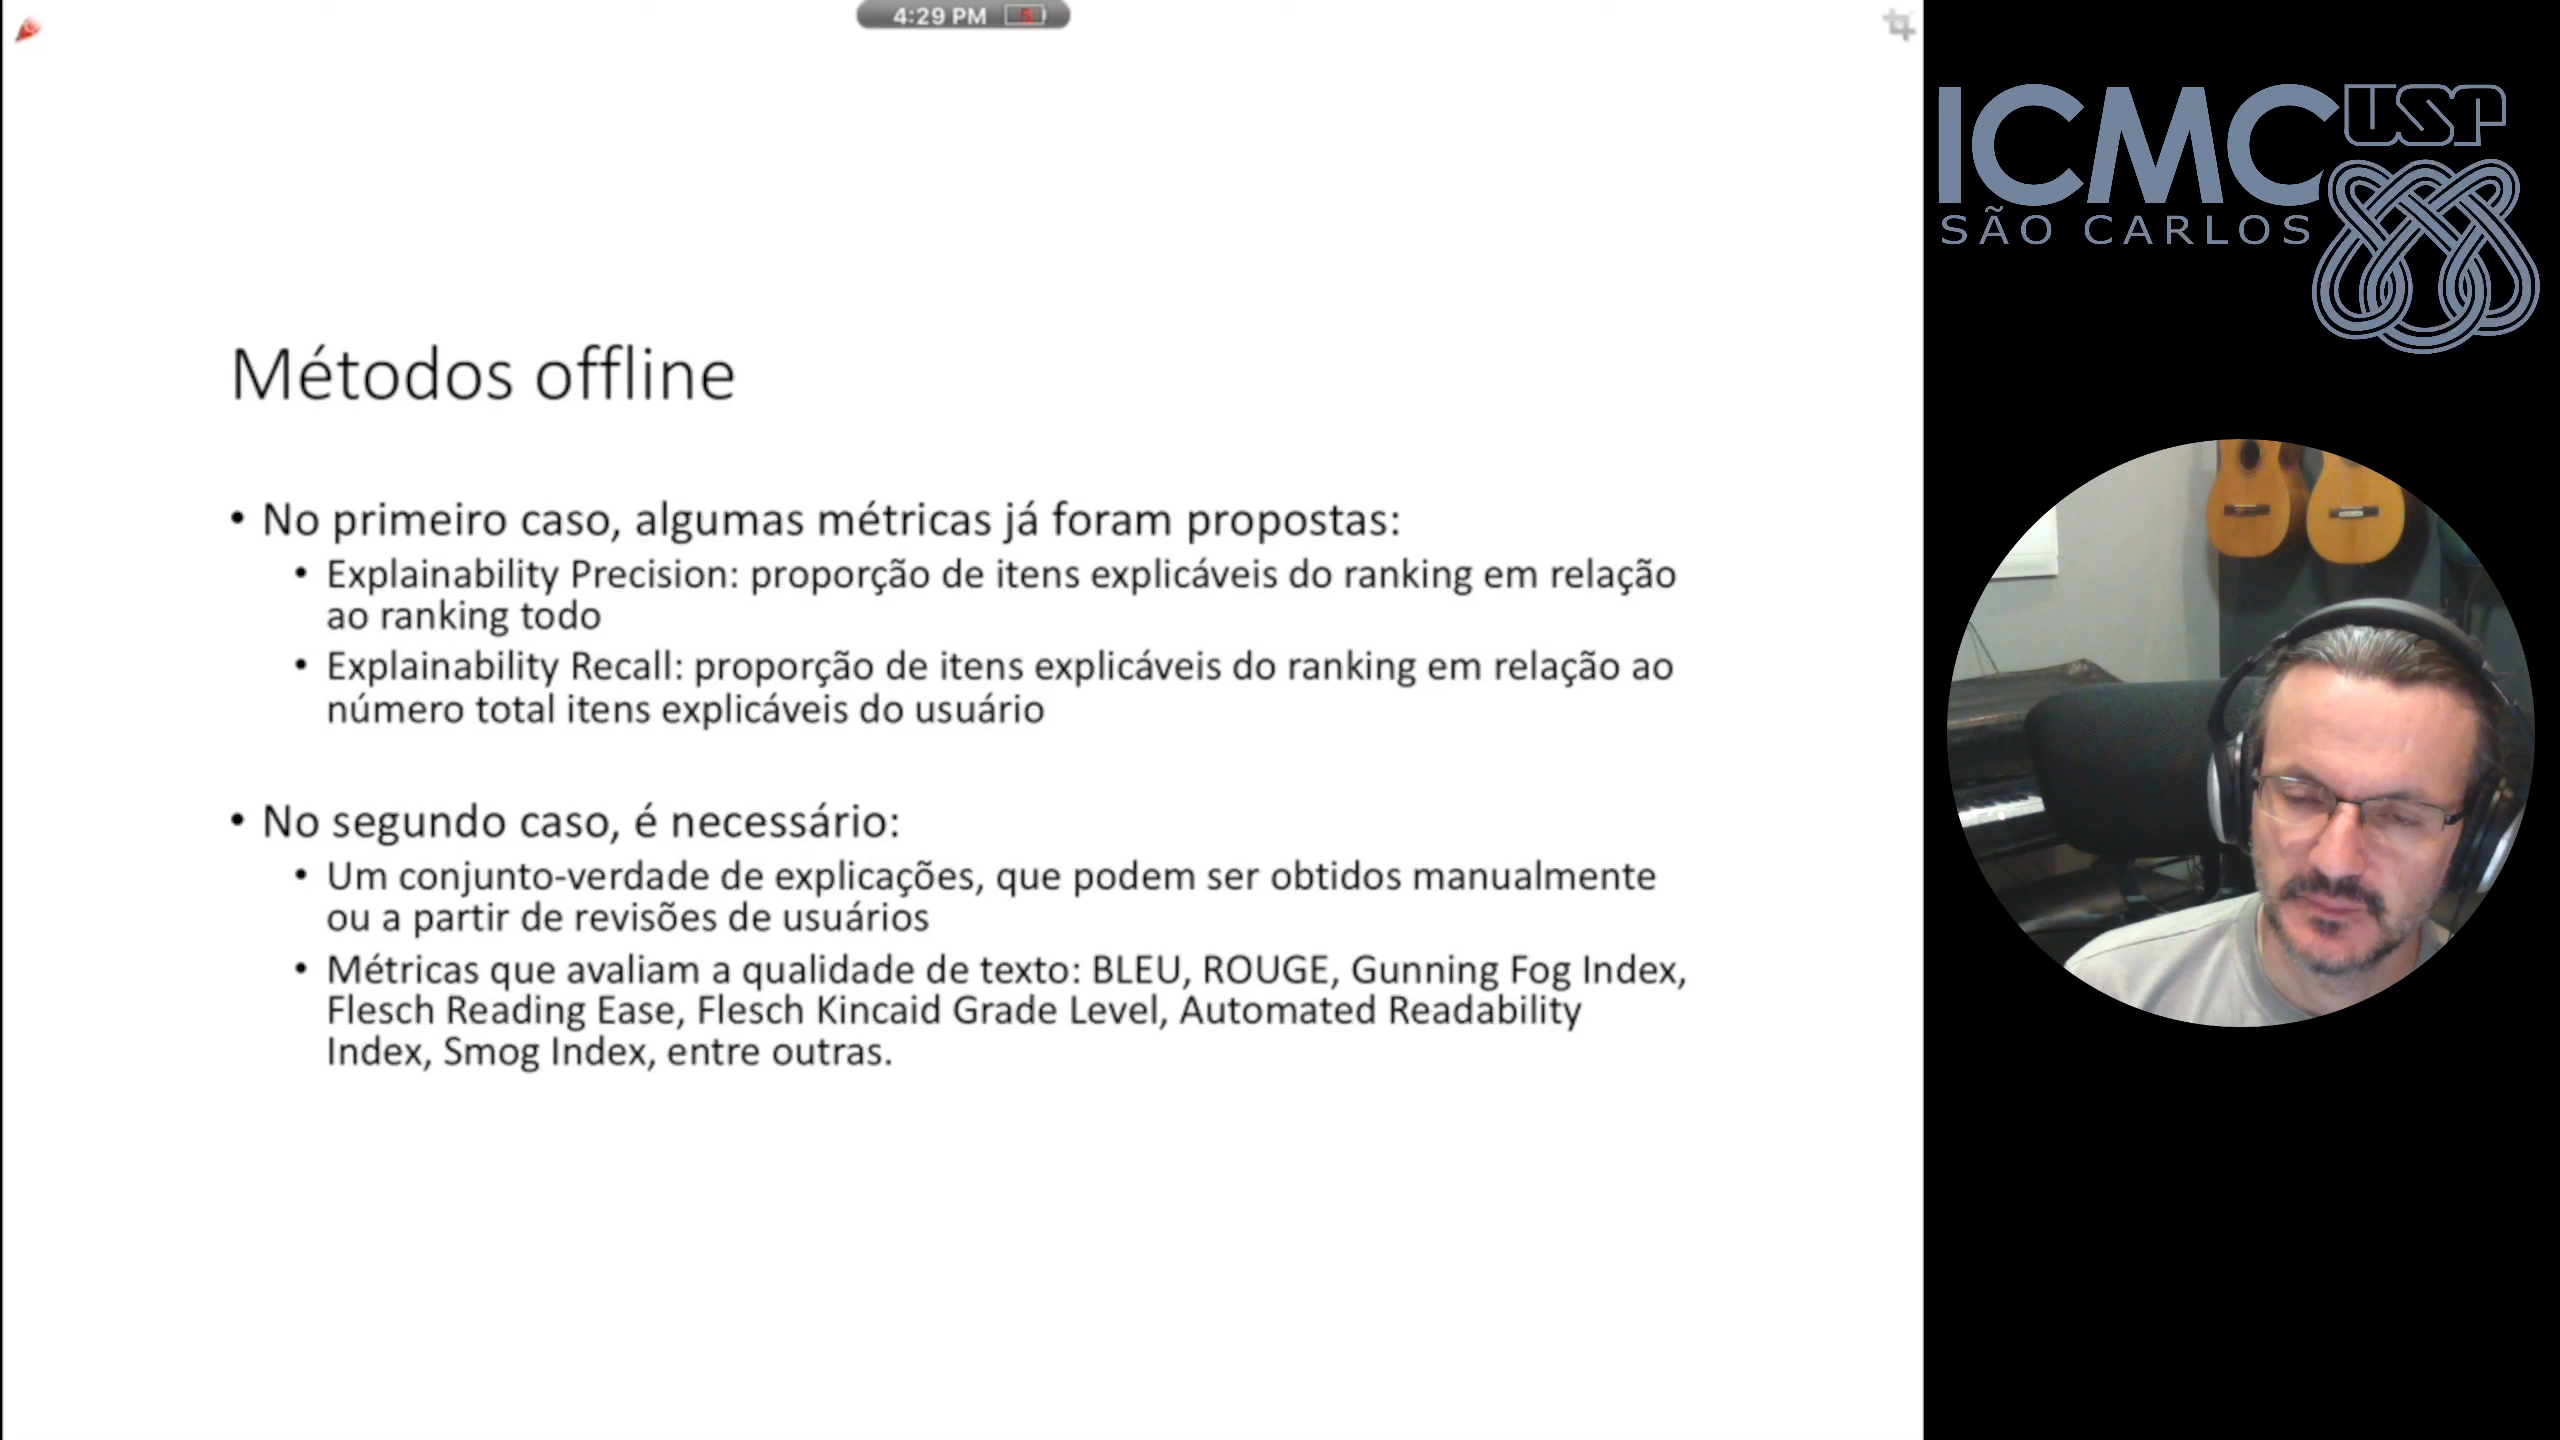 4:29 PM
Métodos offline
• No primeiro caso, algumas métricas já foram propostas:
• Explainability Precision: proporção de itens explicáveis do ranking em relação
ao ranking todo
• Explainability Recall: proporção de itens explicáveis do ranking em relação ao
número total itens explicáveis do usuário
• No segundo caso, é necessário:
• Um conjunto-verdade de explicações, que podem ser obtidos manualmente
ou a partir de revisões de usuários
• Métricas que avaliam a qualidade de texto: BLEU, ROUGE, Gunning Fog Index,
Flesch Reading Ease, Flesch Kincaid Grade Level, Automated Readability
Index, Smog Index, entre outras.
ICMC USP
SÃO CARLOS